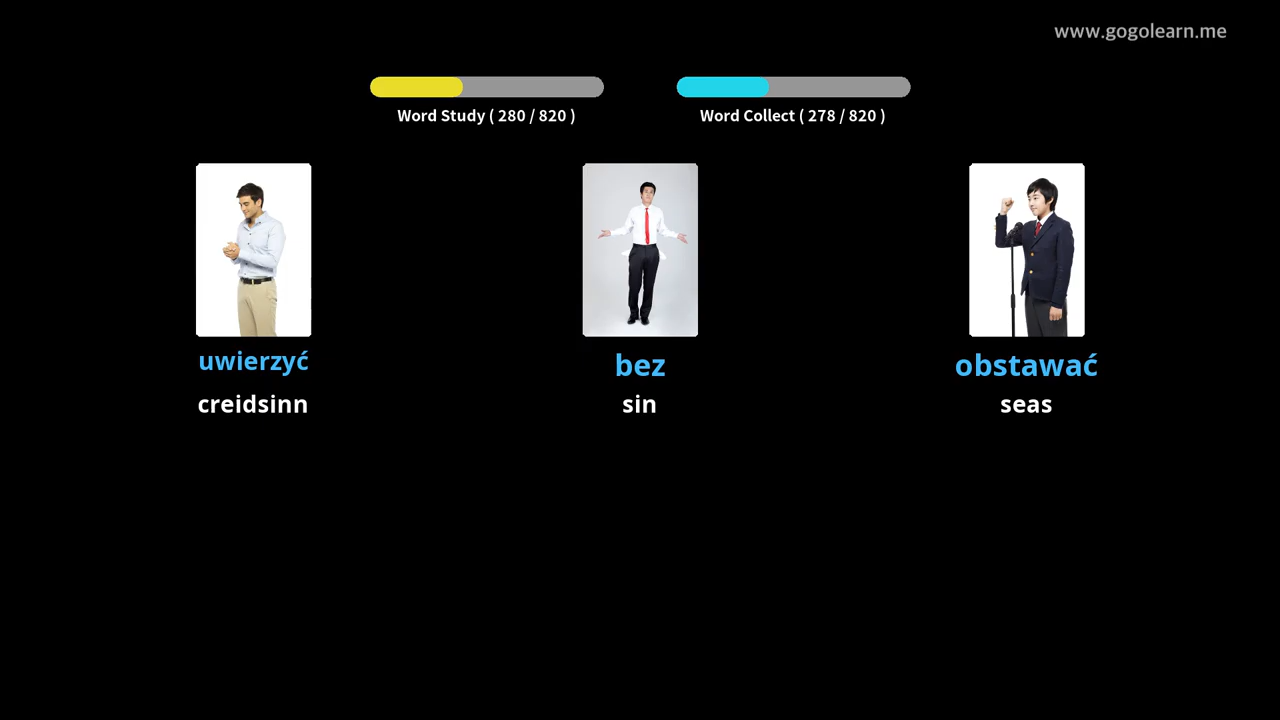 www.gogolearn.me
Word Study ( 280 / 820 )
Word Collect ( 278 / 820 )
uwierzyć
bez
obstawać
creidsinn
sin
seas